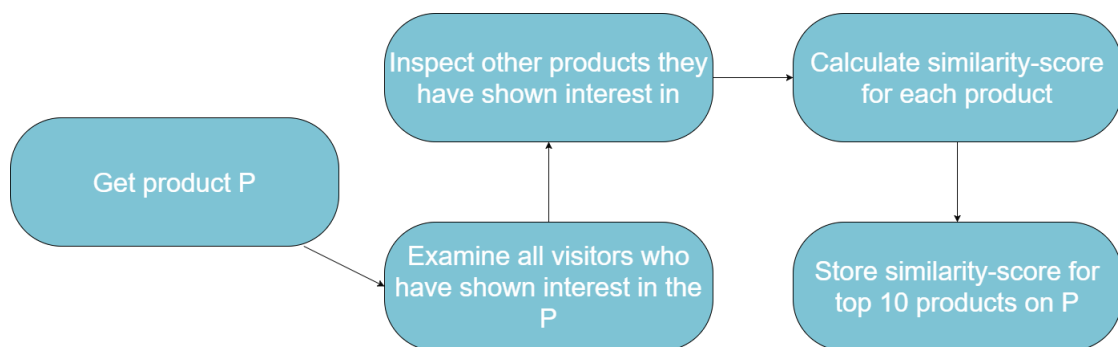 Get product P
Examine all visitors who
have shown interest in the
P
Inspect other products they
have shown interest in
Calculate similarity-score
for each product
Store similarity-score for
top 10 products on P